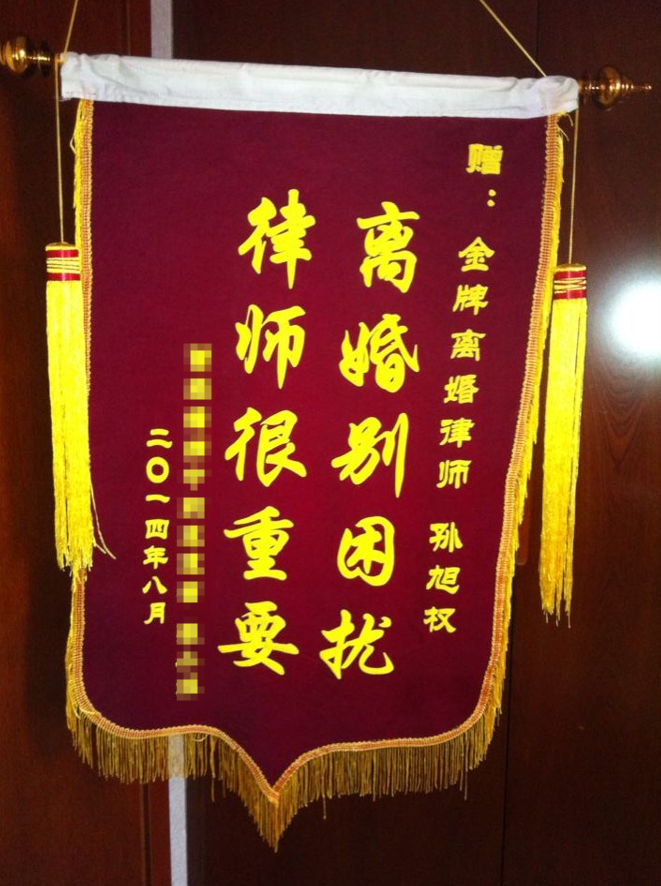 赠：金牌离婚律师 孙旭权
离婚别困扰
律师很重要
二〇一四年八月